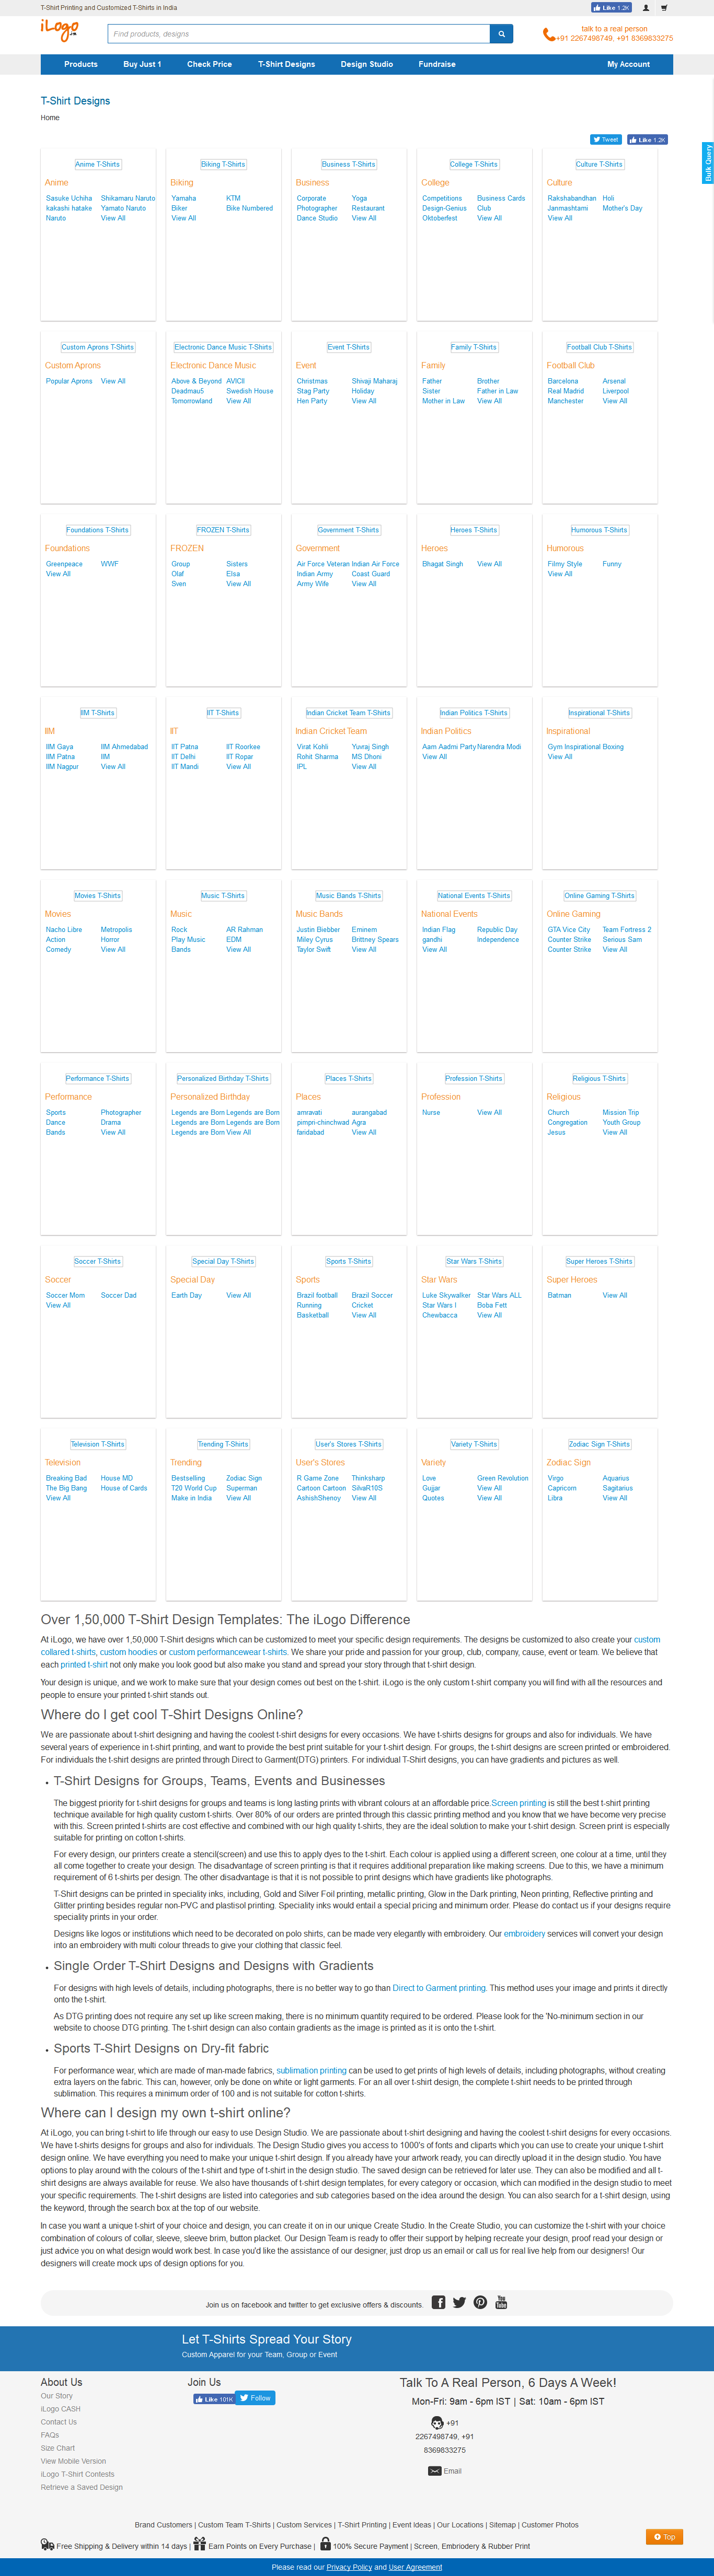 T-Shirt Printing and Customized T-Shirts in India
Like 1.2K
iLogo.in
Find products, designs
talk to a real person
+91 2267498749, +91 8369833275
Products Buy Just 1 Check Price T-Shirt Designs Design Studio Fundraise My Account
T-Shirt Designs
Home
Tweet Like 1.2K
Bulk Query
Anime T-Shirts
Anime
Sasuke Uchiha Shikamaru Naruto
kakashi hatake Yamato Naruto
Naruto View All
Biking T-Shirts
Biking
Yamaha KTM
Biker Bike Numbered
View All
Business T-Shirts
Business
Corporate Yoga
Photographer Restaurant
Dance Studio View All
College T-Shirts
College
Competitions Business Cards
Design-Genius Club
Oktoberfest View All
Culture T-Shirts
Culture
Rakshabandhan Holi
Janmashtami Mother's Day
View All
Custom Aprons T-Shirts
Custom Aprons
Popular Aprons View All
Electronic Dance Music T-Shirts
Electronic Dance Music
Above & Beyond AVICII
Deadmau5 Swedish House
Tomorrowland View All
Event T-Shirts
Event
Christmas Shivaji Maharaj
Stag Party Holiday
Hen Party View All
Family T-Shirts
Family
Father Brother
Sister Father in Law
Mother in Law View All
Football Club T-Shirts
Football Club
Barcelona Arsenal
Real Madrid Liverpool
Manchester View All
Foundations T-Shirts
Foundations
Greenpeace WWF
View All
FROZEN T-Shirts
FROZEN
Group Sisters
Olaf Elsa
Sven View All
Government T-Shirts
Government
Air Force Veteran Indian Air Force
Indian Army Coast Guard
Army Wife View All
Heroes T-Shirts
Heroes
Bhagat Singh View All
Humorous T-Shirts
Humorous
Filmy Style Funny
View All
IIM T-Shirts
IIM
IIM Gaya IIM Ahmedabad
IIM Patna IIM
IIM Nagpur View All
IIT T-Shirts
IIT
IIT Patna IIT Roorkee
IIT Delhi IIT Ropar
IIT Mandi View All
Indian Cricket Team T-Shirts
Indian Cricket Team
Virat Kohli Yuvraj Singh
Rohit Sharma MS Dhoni
IPL View All
Indian Politics T-Shirts
Indian Politics
Aam Aadmi Party Narendra Modi
View All
Inspirational T-Shirts
Inspirational
Gym Inspirational Boxing
View All
Movies T-Shirts
Movies
Nacho Libre Metropolis
Action Horror
Comedy View All
Music T-Shirts
Music
Rock AR Rahman
Play Music EDM
Bands View All
Music Bands T-Shirts
Music Bands
Justin Biebber Eminem
Miley Cyrus Brittney Spears
Taylor Swift View All
National Events T-Shirts
National Events
Indian Flag Republic Day
gandhi Independence
View All
Online Gaming T-Shirts
Online Gaming
GTA Vice City Team Fortress 2
Counter Strike Serious Sam
Counter Strike View All
Performance T-Shirts
Performance
Sports Photographer
Dance Drama
Bands View All
Personalized Birthday T-Shirts
Personalized Birthday
Legends are Born Legends are Born
Legends are Born Legends are Born
Legends are Born View All
Places T-Shirts
Places
amravati aurangabad
pimpri-chinchwad Agra
faridabad View All
Profession T-Shirts
Profession
Nurse View All
Religious T-Shirts
Religious
Church Mission Trip
Congregation Youth Group
Jesus View All
Soccer T-Shirts
Soccer
Soccer Mom Soccer Dad
View All
Special Day T-Shirts
Special Day
Earth Day View All
Sports T-Shirts
Sports
Brazil football Brazil Soccer
Running Cricket
Basketball View All
Star Wars T-Shirts
Star Wars
Luke Skywalker Star Wars ALL
Star Wars I Boba Fett
Chewbacca View All
Super Heroes T-Shirts
Super Heroes
Batman View All
Television T-Shirts
Television
Breaking Bad House MD
The Big Bang House of Cards
View All
Trending T-Shirts
Trending
Bestselling Zodiac Sign
T20 World Cup Superman
Make in India View All
User's Stores T-Shirts
User's Stores
R Game Zone Thinksharp
Cartoon Cartoon SilvaR10S
AshishShenoy View All
Variety T-Shirts
Variety
Love Green Revolution
Gujjar View All
Quotes View All
Zodiac Sign T-Shirts
Zodiac Sign
Virgo Aquarius
Capricorn Sagitarius
Libra View All
Over 1,50,000 T-Shirt Design Templates: The iLogo Difference
At iLogo, we have over 1,50,000 T-Shirt designs which can be customized to meet your specific design requirements. The designs be customized to also create your custom
collared t-shirts, custom hoodies or custom performancewear t-shirts. We share your pride and passion for your group, club, company, cause, event or team. We believe that
each printed t-shirt not only make you look good but also make you stand and spread your story through that t-shirt design.
Your design is unique, and we work to make sure that your design comes out best on the t-shirt. iLogo is the only custom t-shirt company you will find with all the resources and
people to ensure your printed t-shirt stands out.
Where do I get cool T-Shirt Designs Online?
We are passionate about t-shirt designing and having the coolest t-shirt designs for every occasions. We have t-shirts designs for groups and also for individuals. We have
several years of experience in t-shirt printing, and want to provide the best print solution suitable for your t-shirt design. For groups, the t-shirt designs are screen printed or embroidered.
For individuals the t-shirt designs are printed through Direct to Garment(DTG) printers. For individual T-Shirt designs, you can have gradients and pictures as well.
• T-Shirt Designs for Groups, Teams, Events and Businesses
The biggest priority for t-shirt designs for groups and teams is long lasting prints with vibrant colours at an affordable price.Screen printing is still the best t-shirt printing
technique available for high quality custom t-shirts. Over 80% of our orders are printed through this classic printing method and you know that we have become very precise
with this. Screen printed t-shirts are cost effective and combined with our high quality t-shirts, they are the ideal solution to make your t-shirt design. Screen print is especially
suitable for printing on cotton t-shirts.
For every design, our printers create a stencil(screen) and use this to apply dyes to the t-shirt. Each colour is applied using a different screen, one colour at a time, until they
all come together to create your design. The disadvantage of screen printing is that it requires additional preparation like making screens. Due to this, we have a minimum
requirement of 6 t-shirts per design. The other disadvantage is that it is not possible to print designs which have gradients like photographs.
T-Shirt designs can be printed in speciality inks, including, Gold and Silver Foil printing, metallic printing, Glow in the Dark printing, Neon printing, Reflective printing and
Glitter printing besides regular non-PVC and plastisol printing. Speciality inks would entail a special pricing and minimum order. Please do contact us if your designs require
speciality prints in your order.
Designs like logos or institutions which need to be decorated on polo shirts, can be made very elegantly with embroidery. Our embroidery services will convert your design
into an embroidery with multi colour threads to give your clothing that classic feel.
• Single Order T-Shirt Designs and Designs with Gradients
For designs with high levels of details, including photographs, there is no better way to go than Direct to Garment printing. This method uses your image and prints it directly
onto the t-shirt.
As DTG printing does not require any set up like screen making, there is no minimum quantity required to be ordered. Please look for the 'No-minimum section in our
website to choose DTG printing. The t-shirt design can also contain gradients as the image is printed as it is onto the t-shirt.
• Sports T-Shirt Designs on Dry-fit fabric
For performance wear, which are made of man-made fabrics, sublimation printing can be used to get prints of high levels of details, including photographs, without creating
extra layers on the fabric. This can, however, only be done on white or light garments. For an all over t-shirt design, the complete t-shirt needs to be printed through
sublimation. This requires a minimum order of 100 and is not suitable for cotton t-shirts.
Where can I design my own t-shirt online?
At iLogo, you can bring t-shirt to life through our easy to use Design Studio. We are passionate about t-shirt designing and having the coolest t-shirt designs for every occasions.
We have t-shirts designs for groups and also for individuals. The Design Studio gives you access to 1000's of fonts and cliparts which you can use to create your unique t-shirt
design online. We have everything you need to make your unique t-shirt design. If you already have your artwork ready, you can directly upload it in the design studio. You have
options to play around with the colours of the t-shirt and type of t-shirt in the design studio. The saved design can be retrieved for later use. They can also be modified and all t-
shirt designs are always available for reuse. We also have thousands of t-shirt design templates, for every category or occasion, which can modified in the design studio to meet
your specific requirements. The t-shirt designs are listed into categories and sub categories based on the idea around the design. You can also search for a t-shirt design, using
the keyword, through the search box at the top of our website.
In case you want a unique t-shirt of your choice and design, you can create it on in our unique Create Studio. In the Create Studio, you can customize the t-shirt with your choice
combination of colours of collar, sleeve, sleeve brim, button placket. Our Design Team is ready to offer their support by helping recreate your design, proof read your design or
just advice you on what design would work best. In case you'd like the assistance of our designer, just drop us an email or call us for real live help from our designers! Our
designers will create mock ups of design options for you.
Join us on facebook and twitter to get exclusive offers & discounts.
Let T-Shirts Spread Your Story
Custom Apparel for your Team, Group or Event
About Us
Our Story
iLogo CASH
Contact Us
FAQs
Size Chart
View Mobile Version
iLogo T-Shirt Contests
Retrieve a Saved Design
Join Us
Like 101K Follow
Talk To A Real Person, 6 Days A Week!
Mon-Fri: 9am - 6pm IST | Sat: 10am - 6pm IST
+91
2267498749, +91
8369833275
Email
Brand Customers | Custom Team T-Shirts | Custom Services | T-Shirt Printing | Event Ideas | Our Locations | Sitemap | Customer Photos
Top
Free Shipping & Delivery within 14 days | Earn Points on Every Purchase | 100% Secure Payment | Screen, Embriodery & Rubber Print
Please read our Privacy Policy and User Agreement